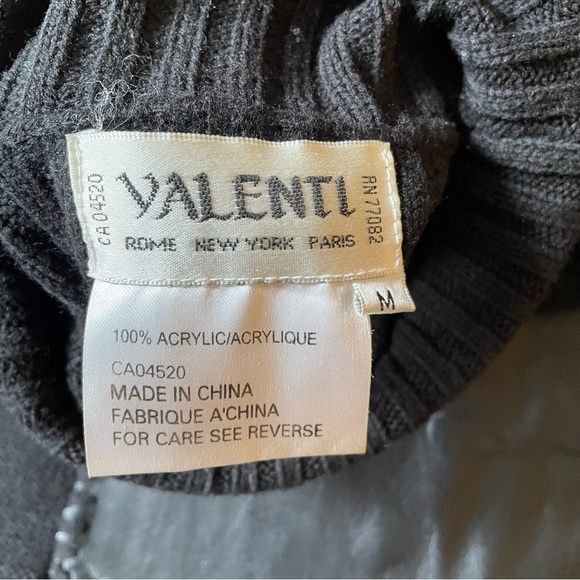 CA 04520
VALENTI
RN 77082
ROME NEW YORK PARIS
M
100% ACRYLIC/ACRYLIQUE
CA04520
MADE IN CHINA
FABRIQUE A'CHINA
FOR CARE SEE REVERSE